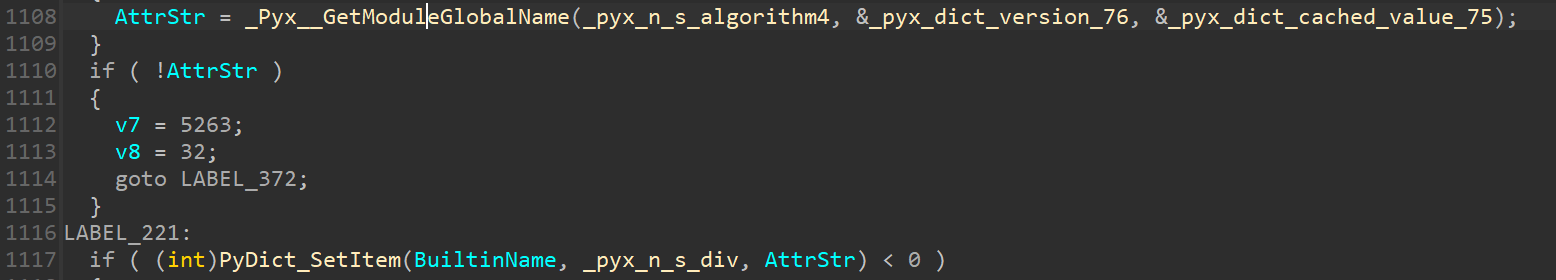 1108 AttrStr = _Pyx__GetModuleGlobalName(_pyx_n_s_algorithm4, &_pyx_dict_version_76, &_pyx_dict_cached_value_75);
1109 }
1110 if ( !AttrStr )
1111 {
1112 v7 = 5263;
1113 v8 = 32;
1114 goto LABEL_372;
1115 }
1116 LABEL_221:
1117 if ( (int)PyDict_SetItem(BuiltinName, _pyx_n_s_div, AttrStr) < 0 )